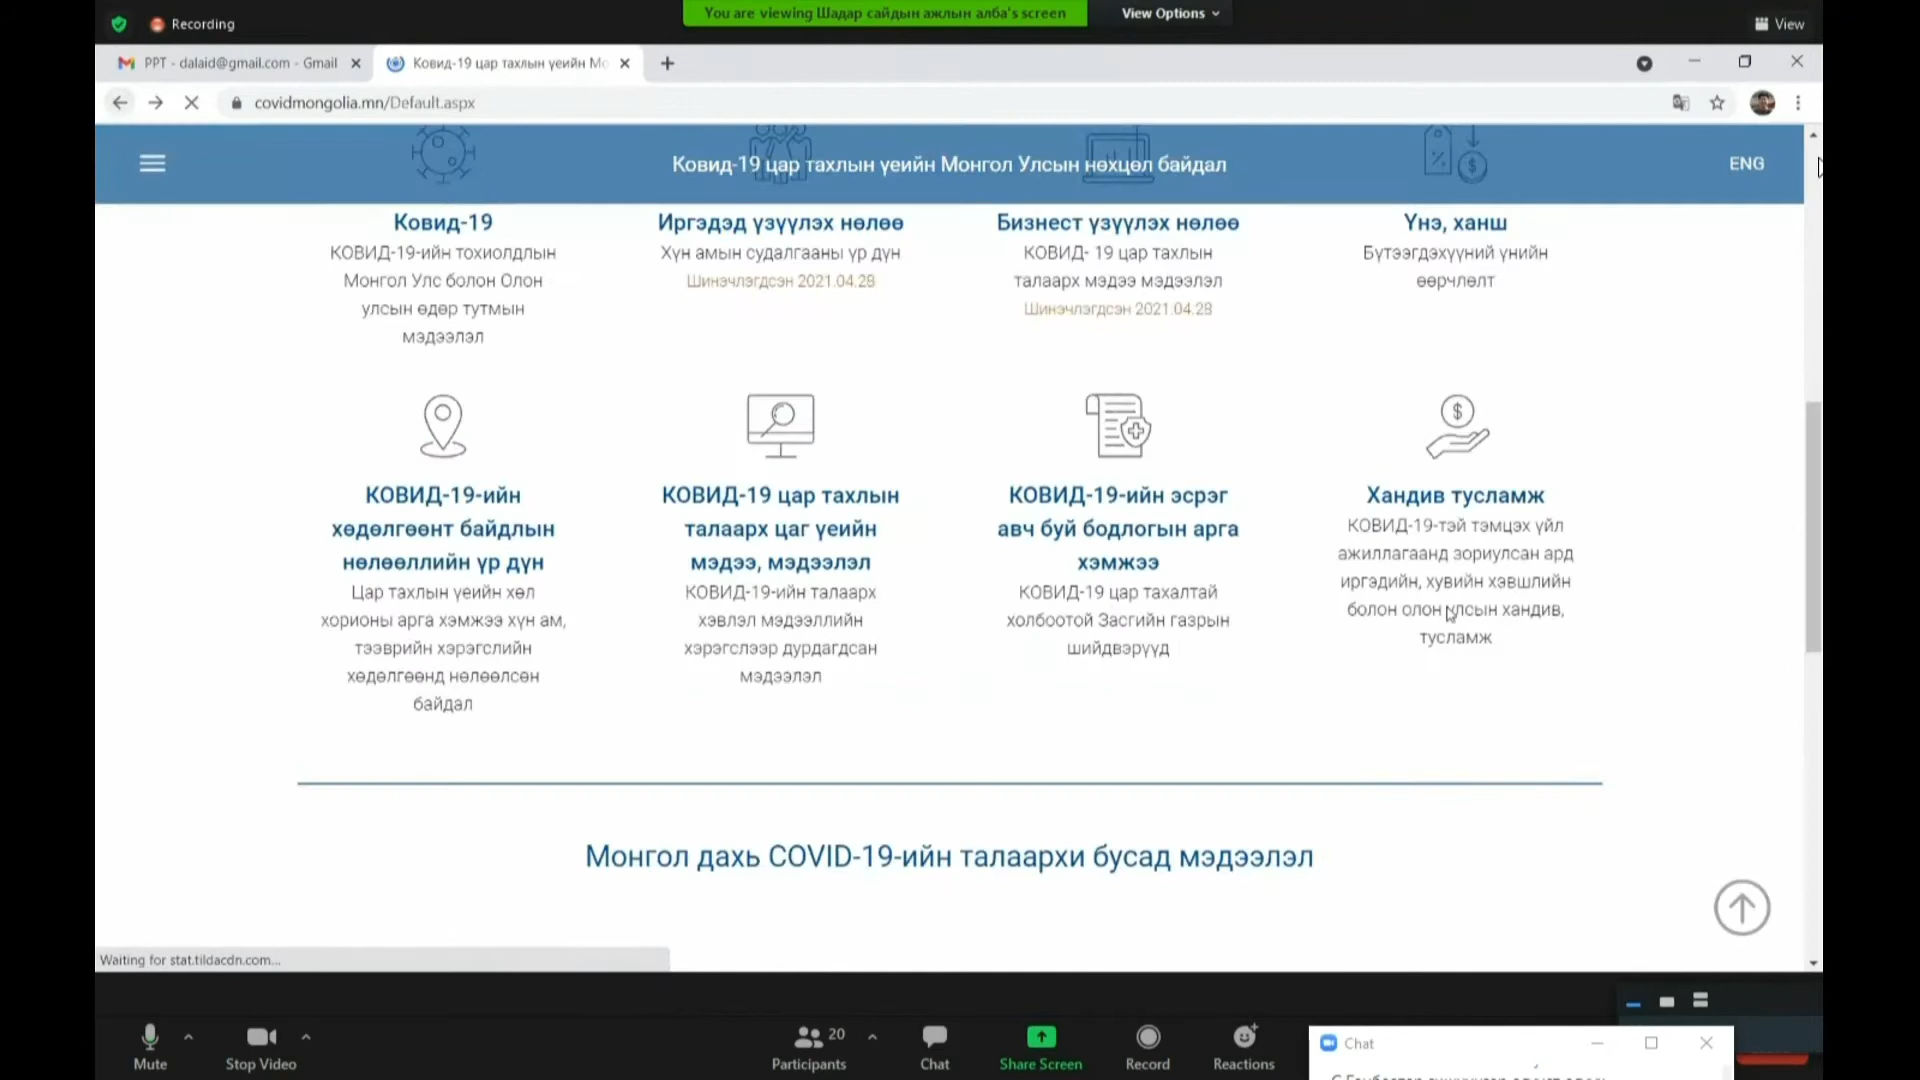 Recording
You are viewing Шадар сайдын ажлын алба's screen
View Options
View
PPT - dalaid@gmail.com - Gmail
Ковид-19 цар тахлын үеийн Мо
covidmongolia.mn/Default.aspx
Ковид-19 цар тахлын үеийн Монгол Улсын нөхцөл байдал
ENG
Ковид-19
КОВИД-19-ийн тохиолдлын
Монгол Улс болон Олон
улсын өдөр тутмын
мэдээлэл
Иргэдэд үзүүлэх нөлөө
Хүн амын судалгааны үр дүн
Шинэчлэгдсэн 2021.04.28
Бизнест үзүүлэх нөлөө
КОВИД- 19 цар тахлын
талаарх мэдээ мэдээлэл
Шинэчлэгдсэн 2021.04.28
Үнэ, ханш
Бүтээгдэхүүний үнийн
өөрчлөлт
КОВИД-19-ийн
хөдөлгөөнт байдлын
нөлөөллийн үр дүн
Цар тахлын үеийн хөл
хорионы арга хэмжээ хүн ам,
тээврийн хэрэгслийн
хөдөлгөөнд нөлөөлсөн
байдал
КОВИД-19 цар тахлын
талаарх цаг үеийн
мэдээ, мэдээлэл
КОВИД-19-ийн талаарх
хэвлэл мэдээллийн
хэрэгслээр дурдагдсан
мэдээлэл
КОВИД-19-ийн эсрэг
авч буй бодлогын арга
хэмжээ
КОВИД-19 цар тахалтай
холбоотой Засгийн газрын
шийдвэрүүд
Хандив тусламж
КОВИД-19-тэй тэмцэх үйл
ажиллагаанд зориулсан ард
иргэдийн, хувийн хэвшлийн
болон олон улсын хандив,
тусламж
Монгол дахь COVID-19-ийн талаархи бусад мэдээлэл
Waiting for stat.tildacdn.com...
Mute
Stop Video
20
Participants
Chat
Share Screen
Record
Reactions
Chat